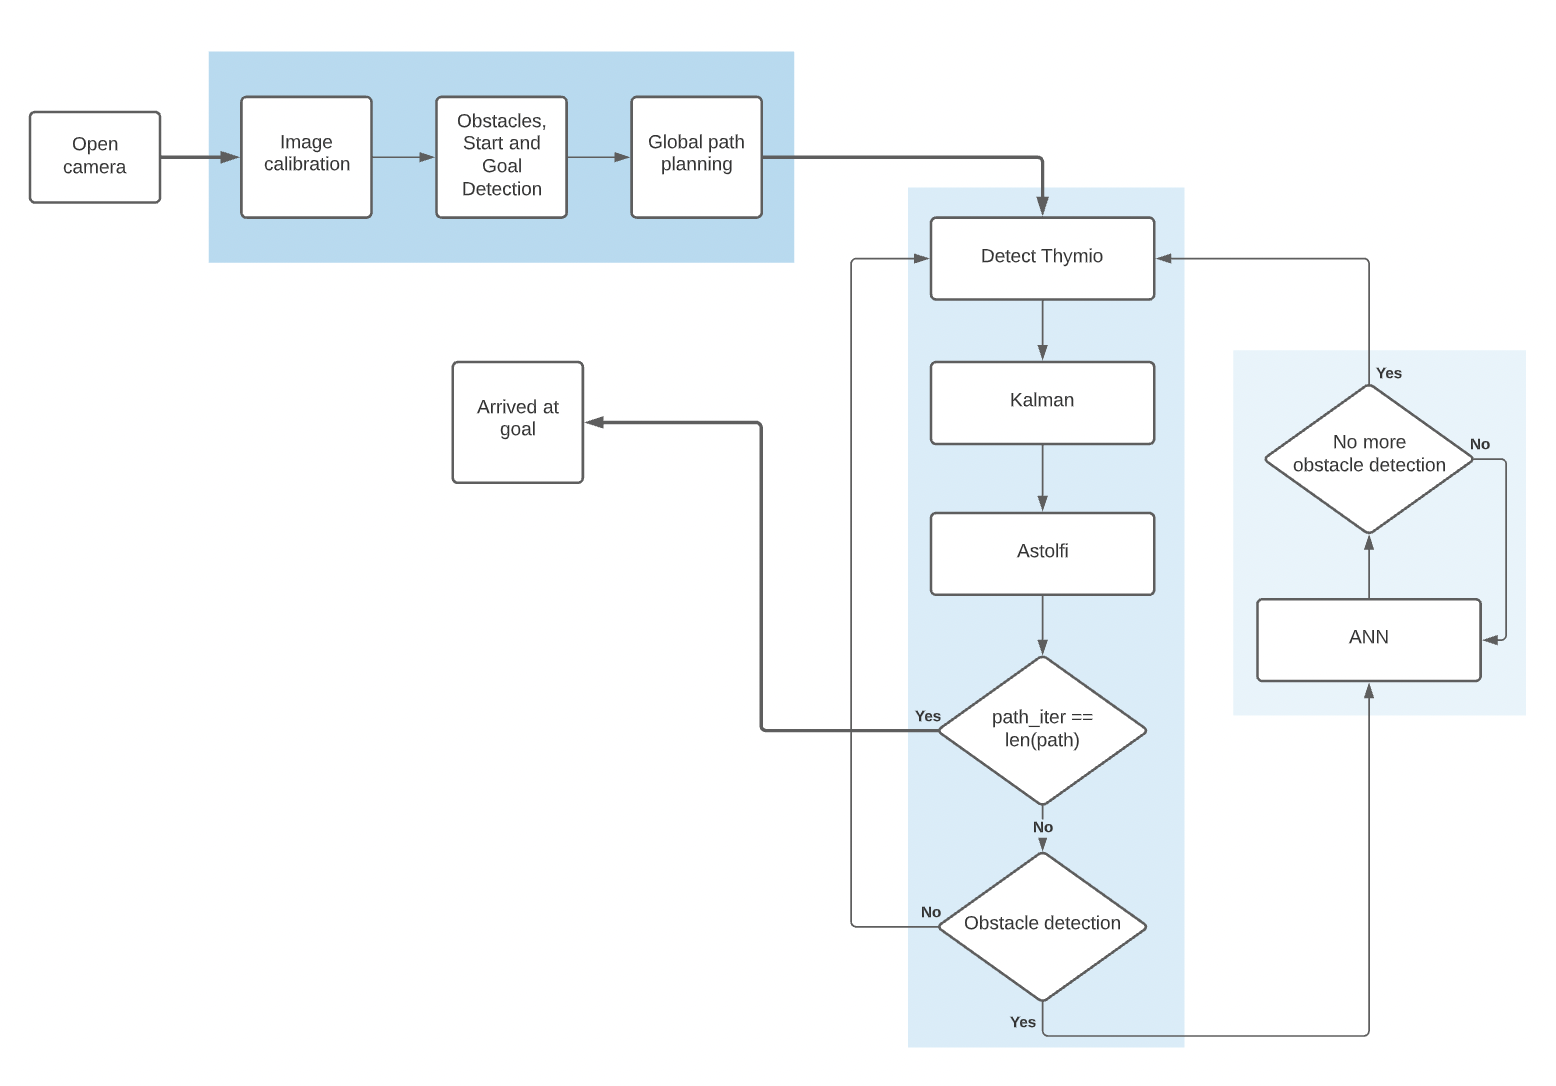 Open
camera
Image
calibration
Obstacles,
Start and
Goal
Detection
Global path
planning
Detect Thymio
Kalman
Astolfi
path_iter ==
len(path)
Yes
No
Arrived at
goal
Obstacle detection
No
Yes
ANN
No more
obstacle detection
Yes
No